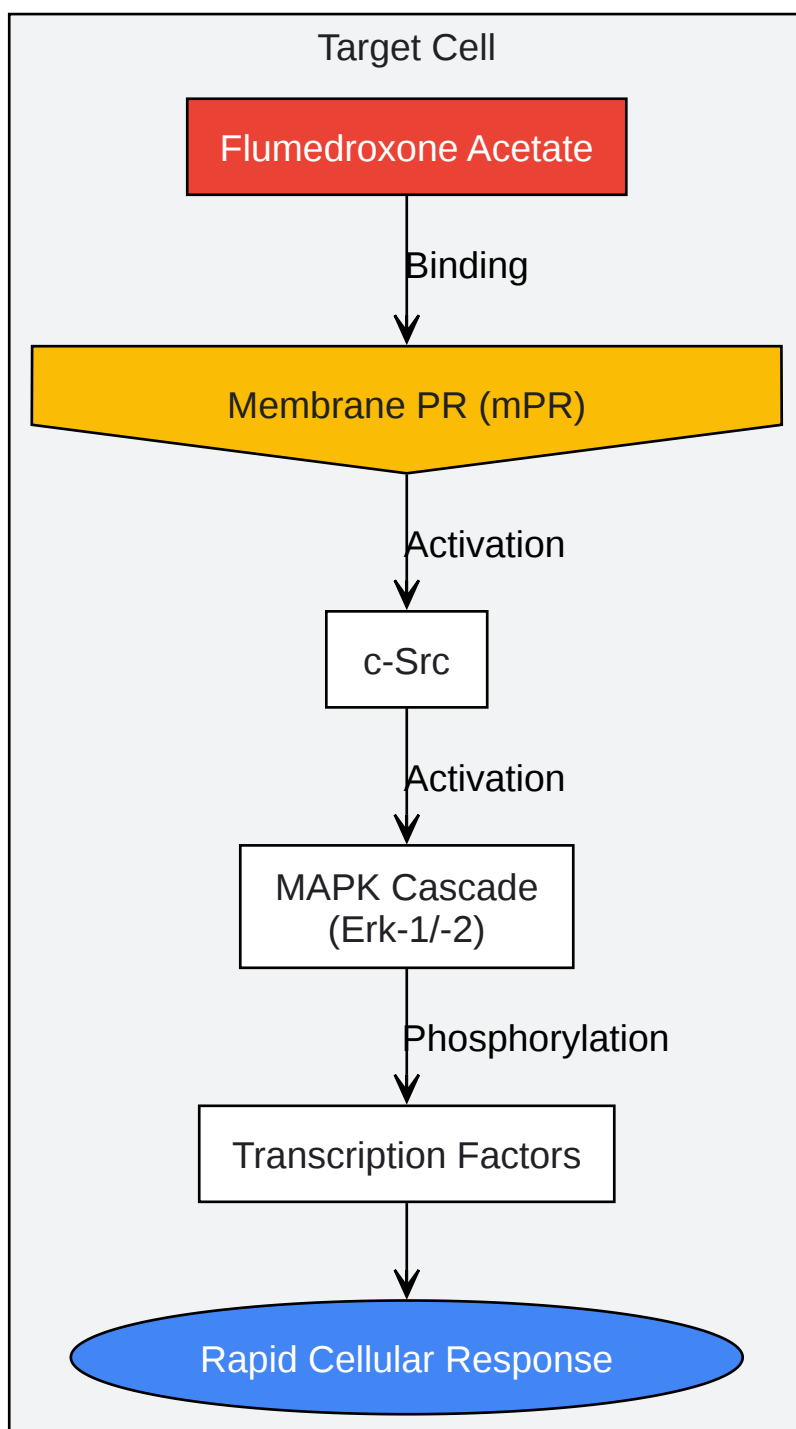 Target Cell
Flumedroxone Acetate
Binding
Membrane PR (mPR)
Activation
c-Src
Activation
MAPK Cascade
(Erk-1/-2)
Phosphorylation
Transcription Factors
Rapid Cellular Response